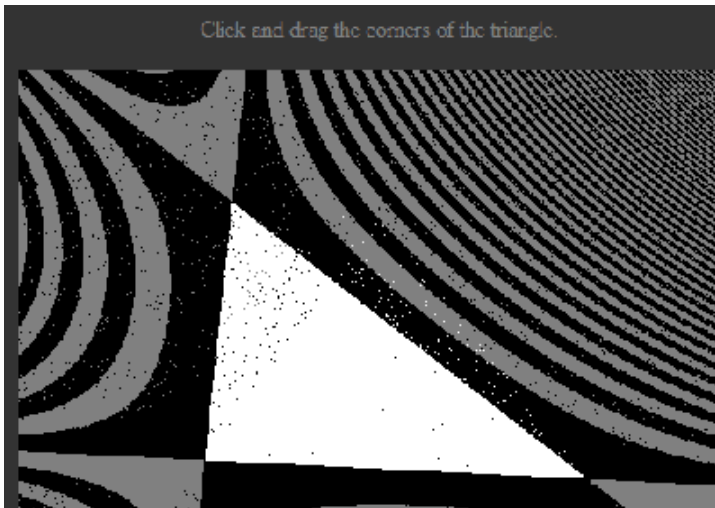 Click and drag the corners of the triangle.